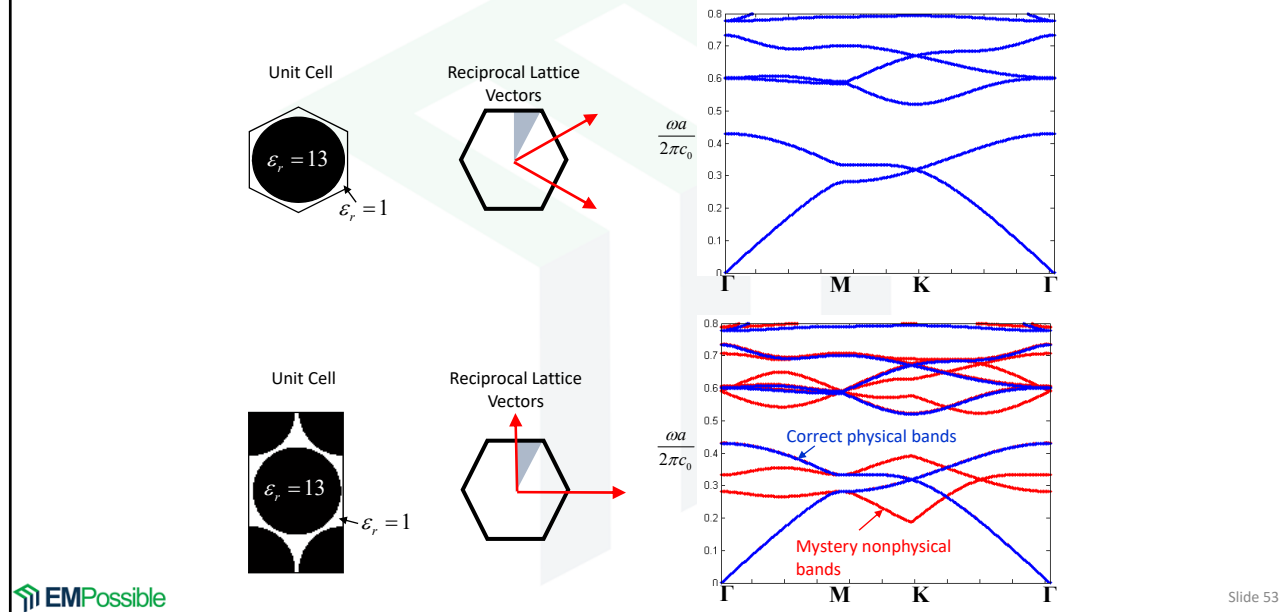 Unit Cell
Reciprocal Lattice
Vectors
εᵣ = 13
εᵣ = 1
ωa
2πc₀
0.8
0.7
0.6
0.5
0.4
0.3
0.2
0.1
0
Γ M K Γ
Unit Cell
Reciprocal Lattice
Vectors
εᵣ = 13
εᵣ = 1
ωa
2πc₀
0.8
0.7
0.6
0.5
0.4
0.3
0.2
0.1
0
Correct physical bands
Mystery nonphysical
bands
Γ M K Γ
EMPossible
Slide 53